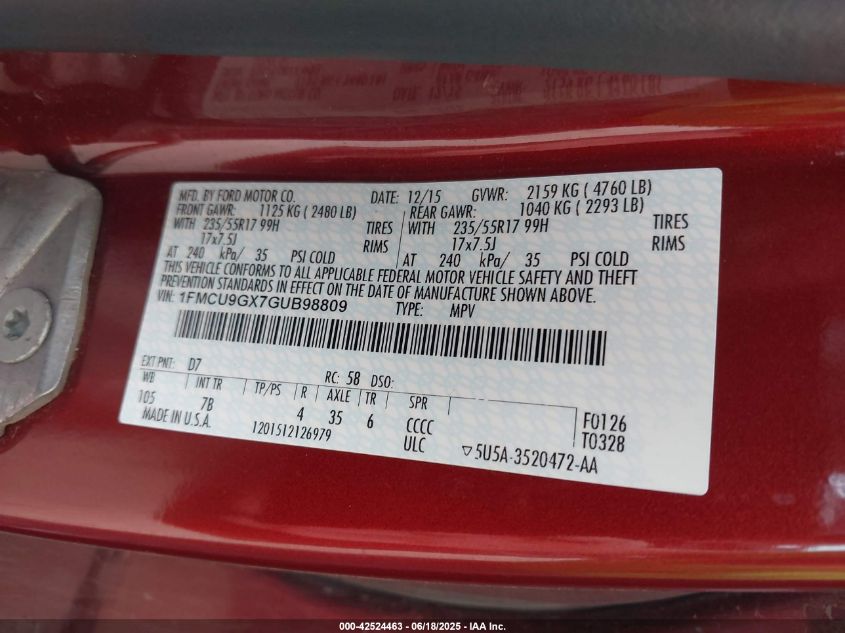 MFD. BY FORD MOTOR CO. DATE: 12/15 GVWR: 2159 KG ( 4760 LB)
FRONT GAWR: 1125 KG ( 2480 LB) REAR GAWR: 1040 KG ( 2293 LB)
WITH 235/55R17 99H TIRES WITH 235/55R17 99H TIRES
17x7.5J RIMS 17x7.5J RIMS
AT 240 kPa/ 35 PSI COLD AT 240 kPa/ 35 PSI COLD
THIS VEHICLE CONFORMS TO ALL APPLICABLE FEDERAL MOTOR VEHICLE SAFETY AND THEFT
PREVENTION STANDARDS IN EFFECT ON THE DATE OF MANUFACTURE SHOWN ABOVE.
VIN: 1FMCU9GX7GUB98809 TYPE: MPV
EXT PNT: D7 RC: 58 DSO:
WB INT TR TP/PS R AXLE TR SPR
105 7B 4 35 6 CCCC F0126
MADE IN U.S.A. 1201512126979 ULC T0328
▽5U5A-3520472-AA
000-42524463 - 06/18/2025 - IAA Inc.